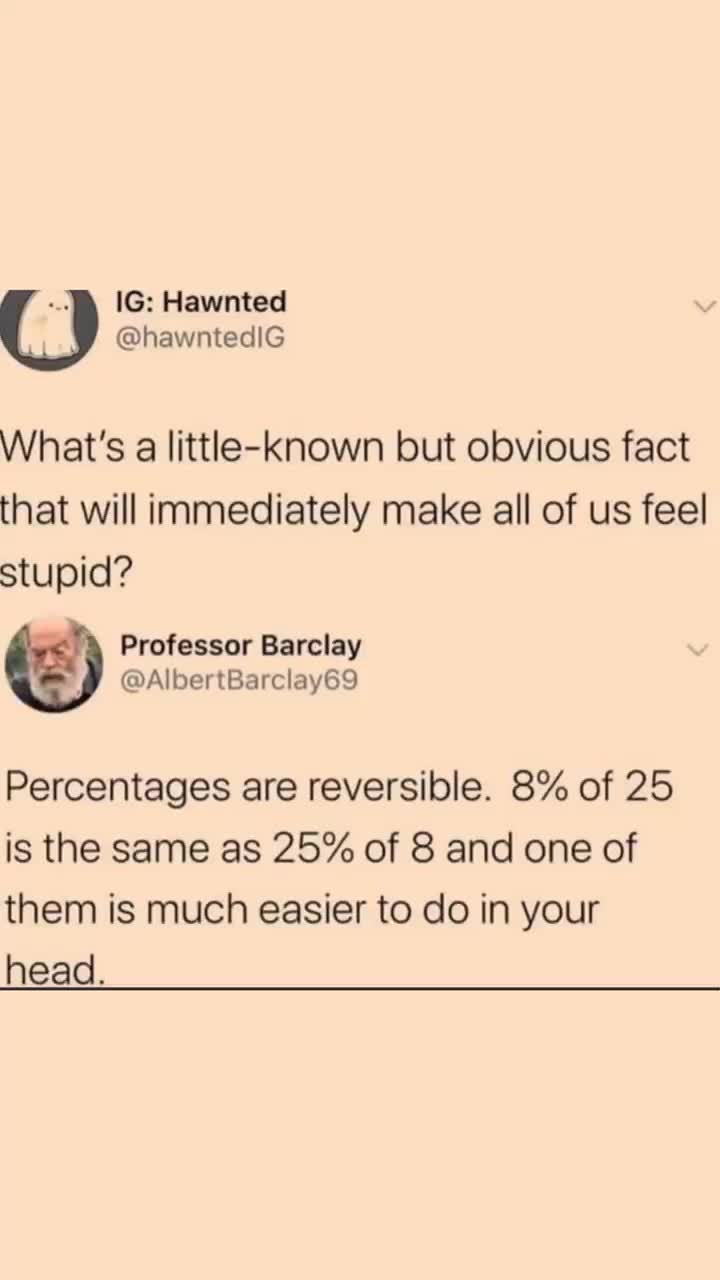 IG: Hawnted
@hawntedIG
What's a little-known but obvious fact
that will immediately make all of us feel
stupid?
Professor Barclay
@AlbertBarclay69
Percentages are reversible.  8% of 25
is the same as 25% of 8 and one of
them is much easier to do in your
head.